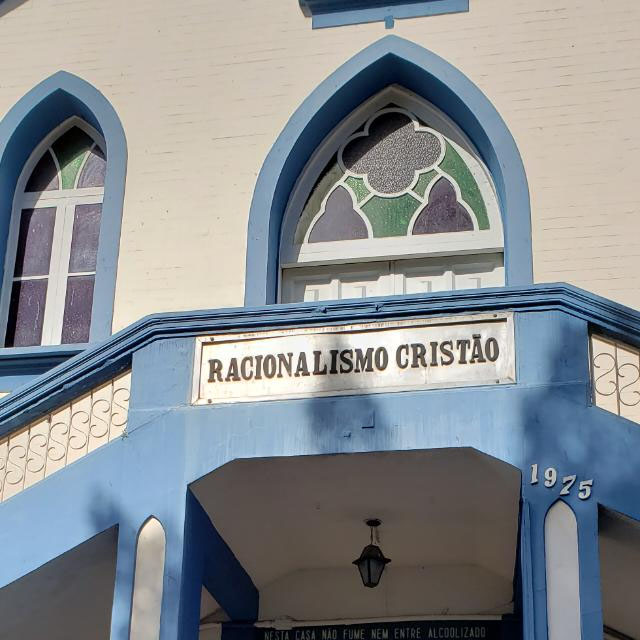 RACIONALISMO CRISTÃO
1975
NESTA CASA NÃO FUME NEM ENTRE ALCOOLIZADO